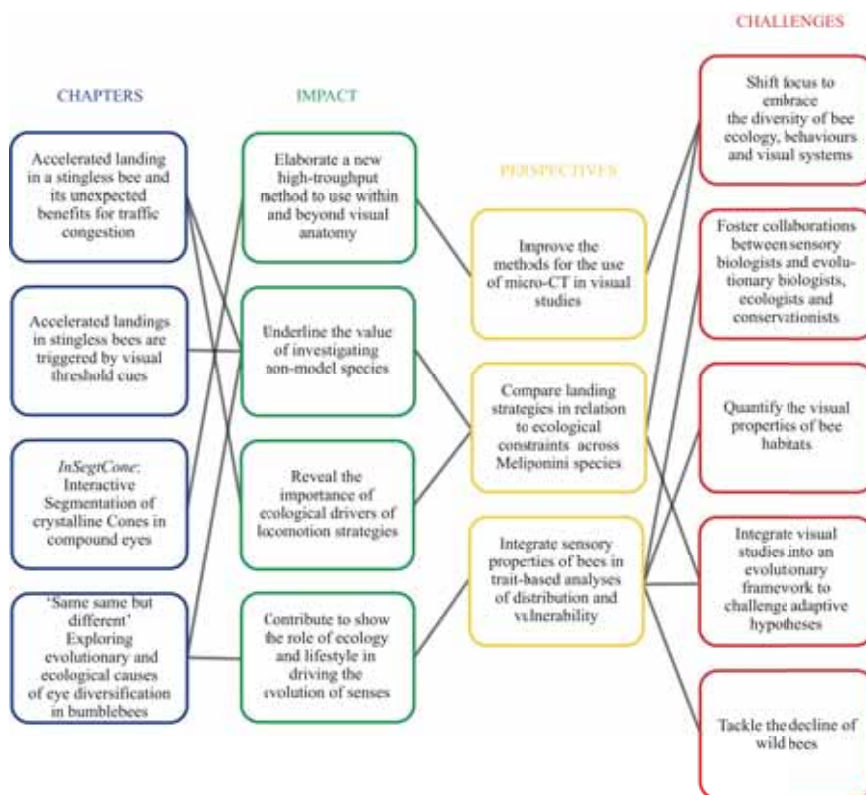 CHAPTERS
Accelerated landing
in a stingless bee and
its unexpected
benefits for traffic
congestion
Accelerated landings
in stingless bees are
triggered by visual
threshold cues
InSegtCone:
Interactive
Segmentation of
crystalline Cones in
compound eyes
'Same same but
different'
Exploring
evolutionary and
ecological causes
of eye diversification
in bumblebees
IMPACT
Elaborate a new
high-troughput
method to use within
and beyond visual
anatomy
Underline the value
of investigating
non-model species
Reveal the
importance of
ecological drivers of
locomotion strategies
Contribute to show
the role of ecology
and lifestyle in
driving the
evolution of senses
PERSPECTIVES
Improve the
methods for the use
of micro-CT in visual
studies
Compare landing
strategies in relation
to ecological
constraints across
Meliponini species
Integrate sensory
properties of bees in
trait-based analyses
of distribution and
vulnerability
CHALLENGES
Shift focus to
embrace
the diversity of bee
ecology, behaviours
and visual systems
Foster collaborations
between sensory
biologists and evolu-
tionary biologists,
ecologists and
conservationists
Quantify the visual
properties of bee
habitats
Integrate visual
studies into an
evolutionary
framework to
challenge adaptive
hypotheses
Tackle the decline of
wild bees